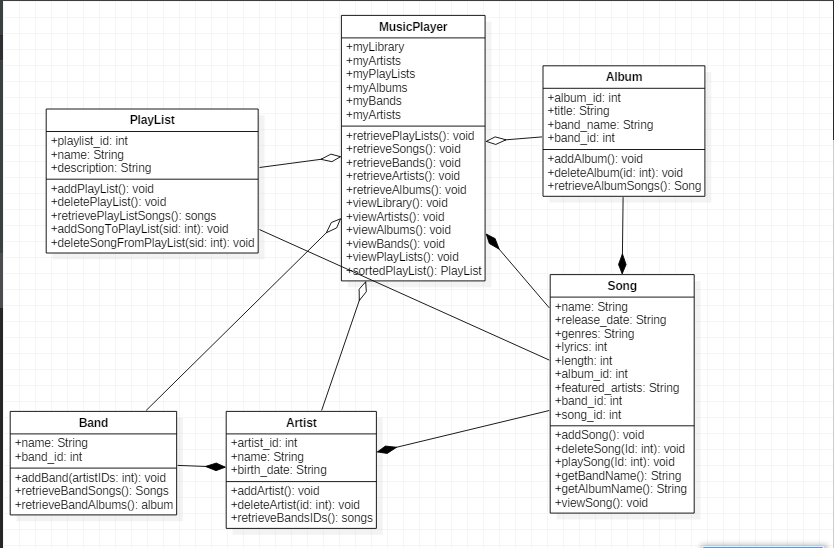 MusicPlayer
+myLibrary
+myArtists
+myPlayLists
+myAlbums
+myBands
+myArtists
+retrievePlayLists(): void
+retrieveSongs(): void
+retrieveBands(): void
+retrieveArtists(): void
+retrieveAlbums(): void
+viewLibrary(): void
+viewArtists(): void
+viewAlbums(): void
+viewBands(): void
+viewPlayLists(): void
+sortedPlayList(): PlayList
Album
+album_id: int
+title: String
+band_name: String
+band_id: int
+addAlbum(): void
+deleteAlbum(id: int): void
+retrieveAlbumSongs(): Song
PlayList
+playlist_id: int
+name: String
+description: String
+addPlayList(): void
+deletePlayList(): void
+retrievePlayListSongs(): songs
+addSongToPlayList(sid: int): void
+deleteSongFromPlayList(sid: int): void
Song
+name: String
+release_date: String
+genres: String
+lyrics: int
+length: int
+album_id: int
+featured_artists: String
+band_id: int
+song_id: int
+addSong(): void
+deleteSong(Id: int): void
+playSong(Id: int): void
+getBandName(): String
+getAlbumName(): String
+viewSong(): void
Band
+name: String
+band_id: int
+addBand(artistIDs: int): void
+retrieveBandSongs(): Songs
+retrieveBandAlbums(): album
Artist
+artist_id: int
+name: String
+birth_date: String
+addArtist(): void
+deleteArtist(id: int): void
+retrieveBandsIDs(): songs